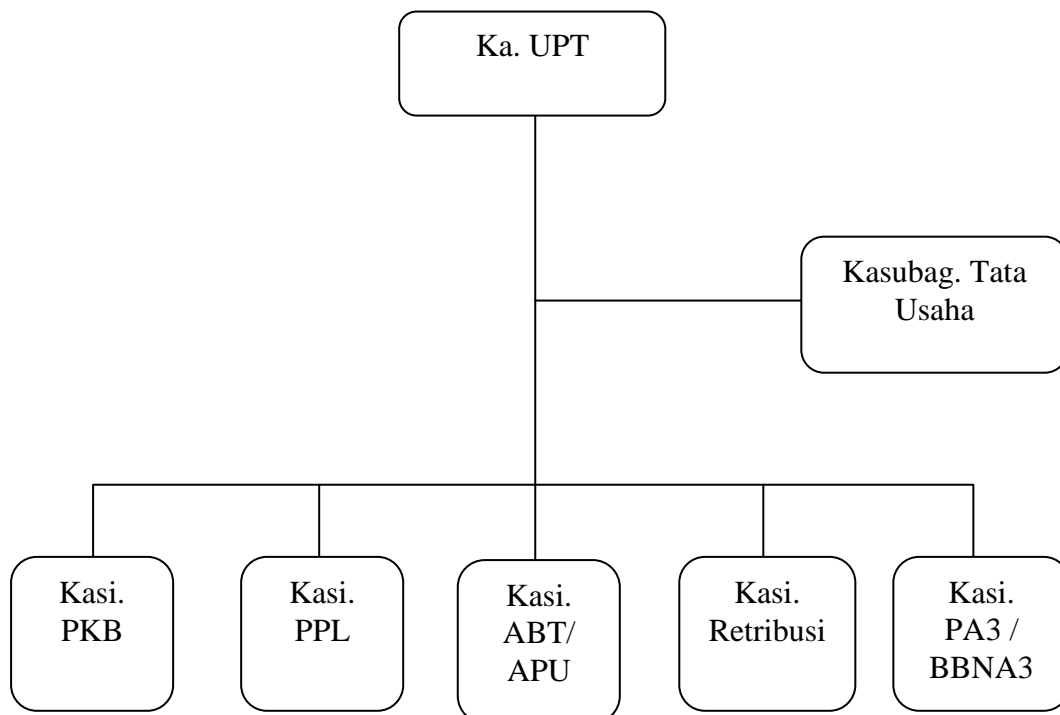 Ka. UPT
Kasubag. Tata
Usaha
Kasi.
PKB
Kasi.
PPL
Kasi.
ABT/
APU
Kasi.
Retribusi
Kasi.
PA3 /
BBNA3